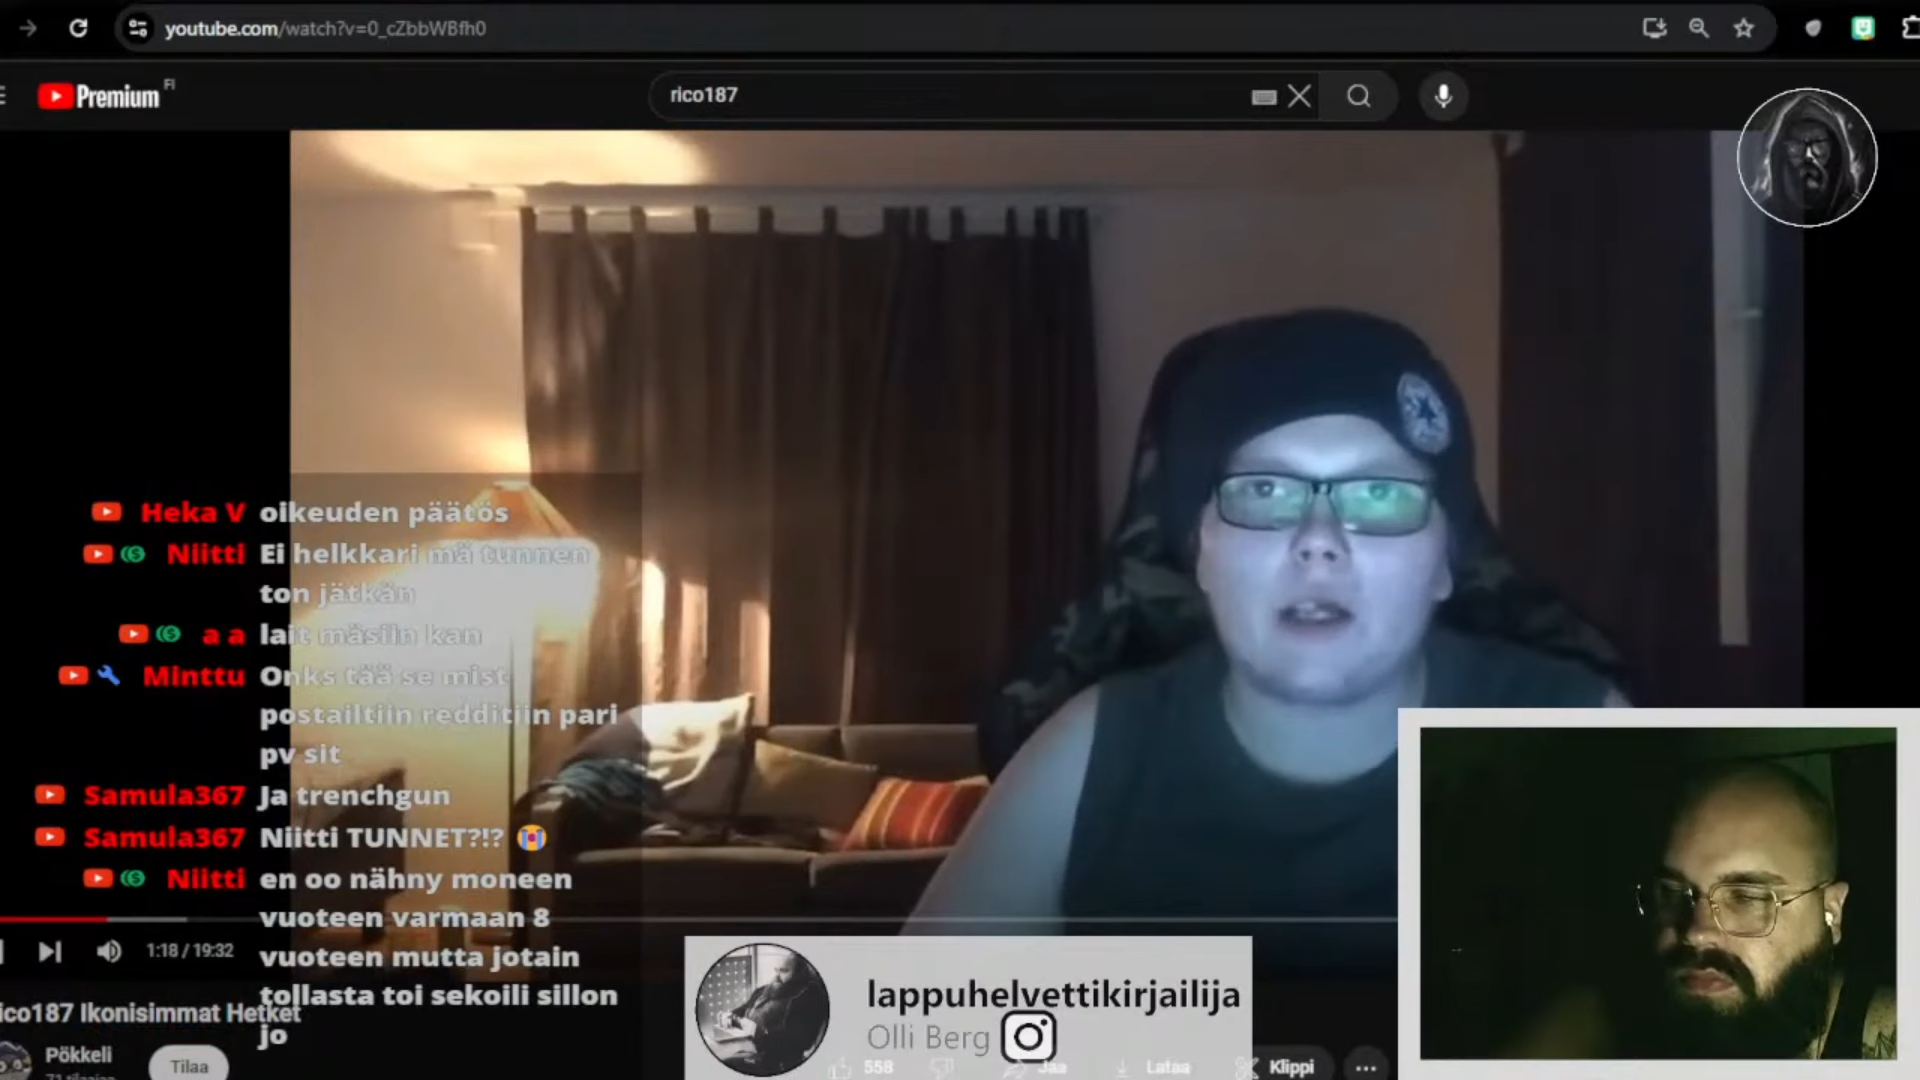 youtube.com/watch?v=0_cZbbWBfh0
Premium FI
rico187
Heka V oikeuden päätös
Niitti Ei helkkari mä tunnen
ton jätkän
a a lait mäsiin kan
Minttu Onks tää se mist
postailtiin redditiin pari
pv sit
Samula367 Ja trenchgun
Samula367 Niitti TUNNET?!? 😭
Niitti en oo nähny moneen
vuoteen varmaan 8
vuoteen mutta jotain
tollasta toi sekoili sillon
jo
1:18 / 19:32
ico187 Ikonisimmat Hetket
Pökkeli
Tilaa
lappuhelvettikirjailija
Olli Berg
558
Jaa
Lataa
Klippi